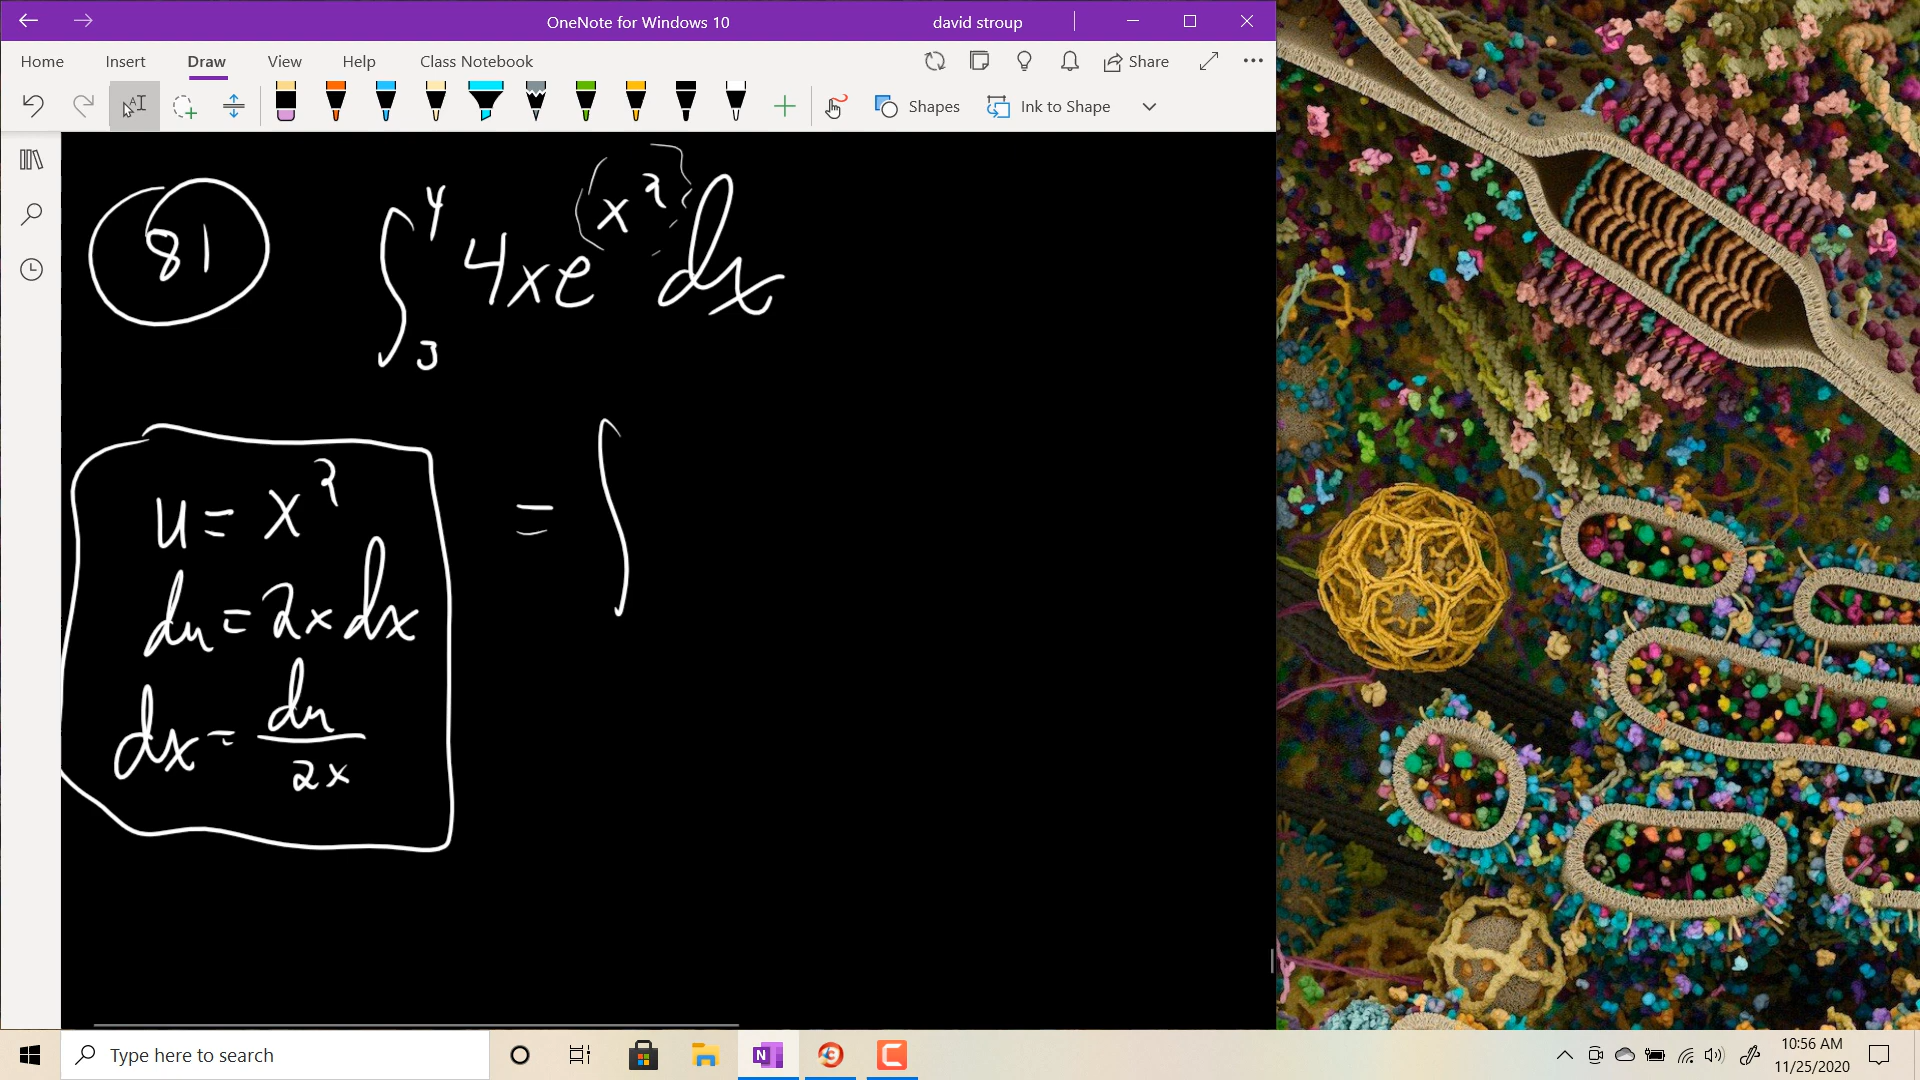 OneNote for Windows 10
david stroup
Home Insert Draw View Help Class Notebook
Share
Shapes Ink to Shape
81
∫₃⁴ 4xe^(x²) dx
u = x²
du = 2x dx
dx = du/2x
= ∫
Type here to search
10:56 AM
11/25/2020